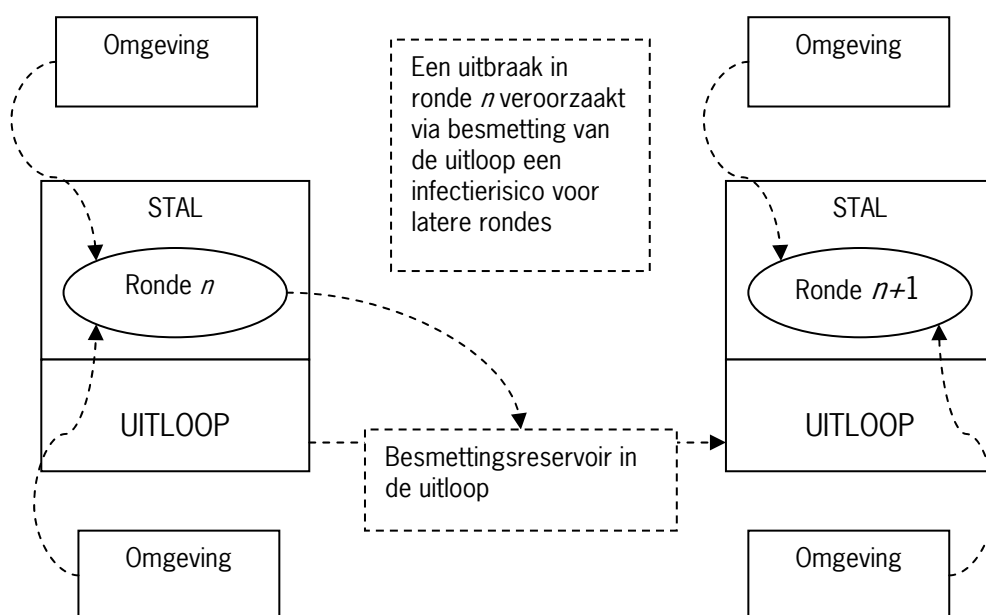 Omgeving
Een uitbraak in
ronde n veroorzaakt
via besmetting van
de uitloop een
infectierisico voor
latere rondes
Omgeving
STAL
Ronde n
STAL
Ronde n+1
UITLOOP
Besmettingsreservoir in
de uitloop
UITLOOP
Omgeving
Omgeving